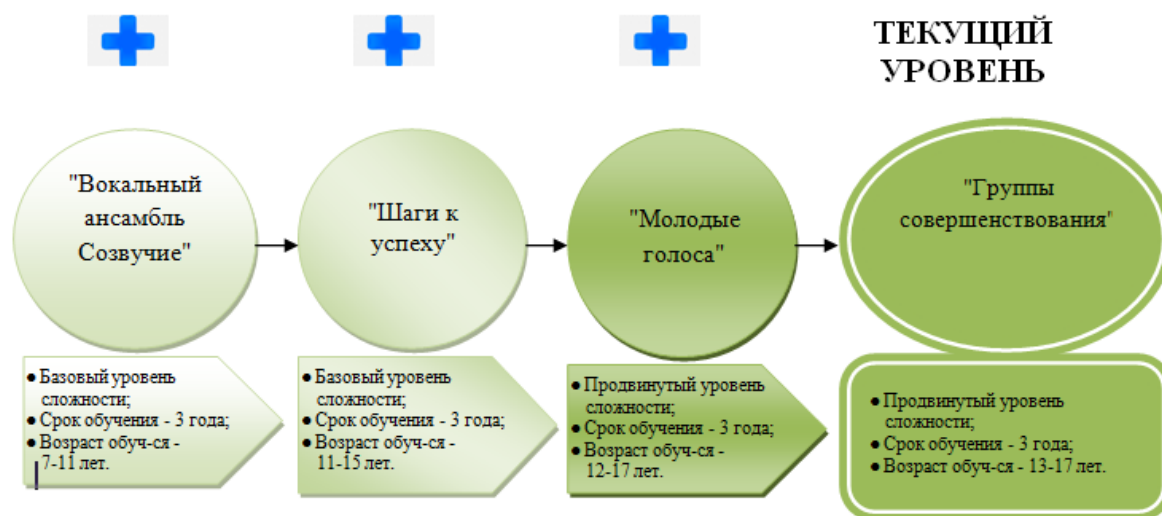 ТЕКУЩИЙ
УРОВЕНЬ
"Вокальный
ансамбль
Созвучие"
"Шаги к
успеху"
"Молодые
голоса"
"Группы
совершенствования"
● Базовый уровень
сложности;
● Срок обучения - 3 года;
● Возраст обуч-ся -
7-11 лет.
● Базовый уровень
сложности;
● Срок обучения - 3 года;
● Возраст обуч-ся -
11-15 лет.
● Продвинутый уровень
сложности;
● Срок обучения - 3 года;
● Возраст обуч-ся -
12-17 лет.
● Продвинутый уровень
сложности;
● Срок обучения - 3 года;
● Возраст обуч-ся - 13-17 лет.